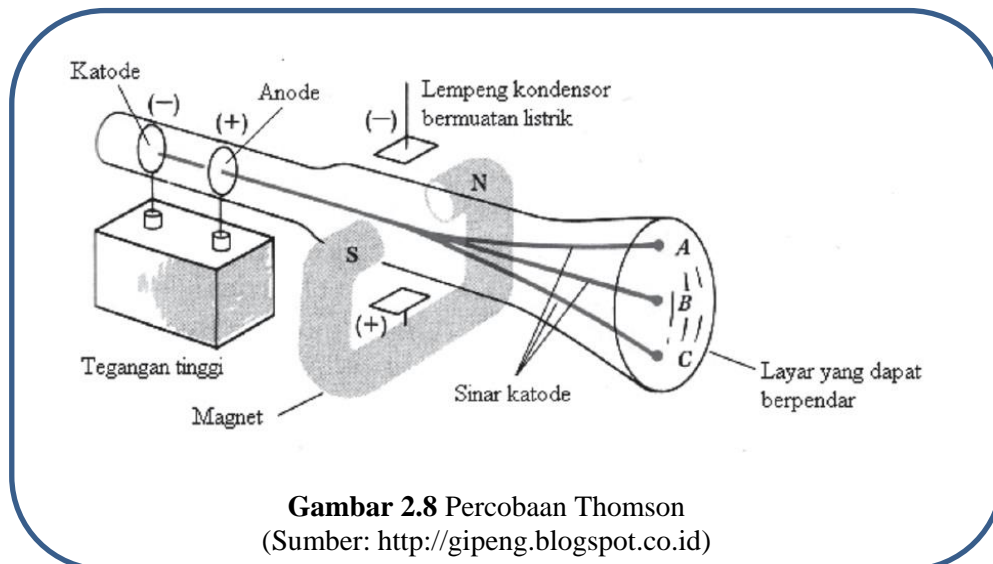 Katode
(−)
Anode
(+)
Lempeng kondensor
bermuatan listrik
(−)
N
S
A
B
C
(+)
Tegangan tinggi
Sinar katode
Layar yang dapat
berpendar
Magnet
Gambar 2.8 Percobaan Thomson
(Sumber: http://gipeng.blogspot.co.id)